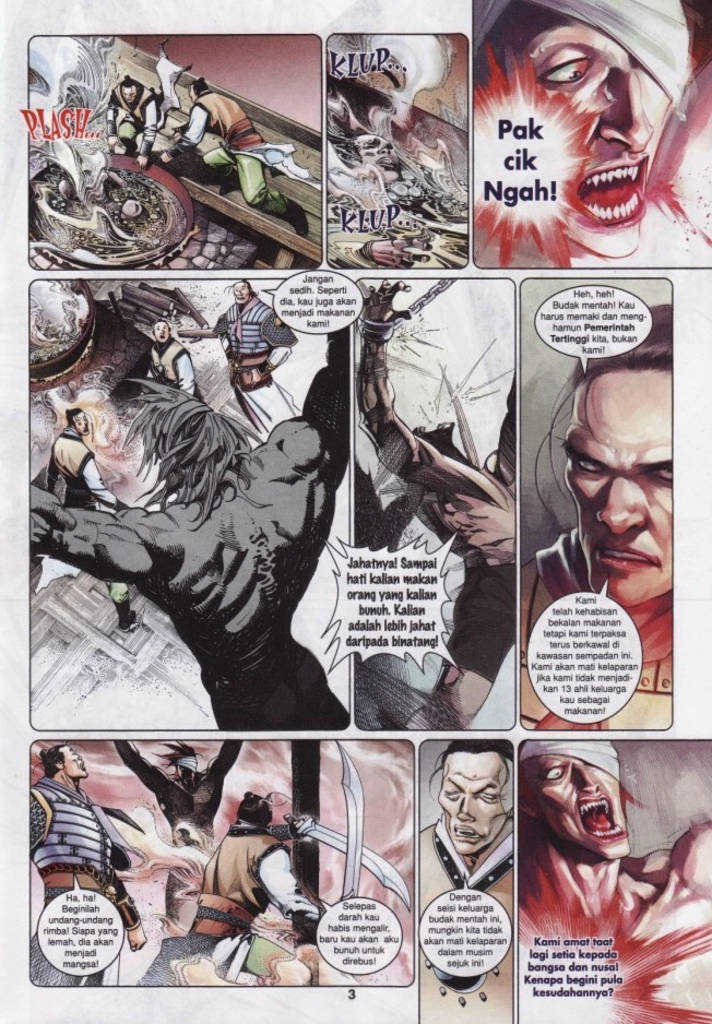 PLASH...
KLUP...
KLUP...
Pak
cik
Ngah!
Jangan
sedih. Seperti
dia, kau juga akan
menjadi makanan
kami!
Jahatnya! Sampai
hati kalian makan
orang yang kalian
bunuh. Kalian
adalah lebih jahat
daripada binatang!
Heh, heh!
Budak mentah! Kau
harus memaki dan meng-
hamun Pemerintah
Tertinggi kita, bukan
kami!
Kami
telah kehabisan
bekalan makanan
tetapi kami terpaksa
terus berkawal di
kawasan sempadan ini.
Kami akan mati kelaparan
jika kami tidak menjadi-
kan 13 ahli keluarga
kau sebagai
makanan!
Ha, ha!
Beginilah
undang-undang
rimba! Siapa yang
lemah, dia akan
menjadi
mangsa!
Selepas
darah kau
habis mengalir,
baru kau akan aku
bunuh untuk
direbus!
Dengan
seisi keluarga
budak mentah ini,
mungkin kita tidak
akan mati kelaparan
dalam musim
sejuk ini!
Kami amat taat
lagi setia kepada
bangsa dan nusa!
Kenapa begini pula
kesudahannya?
3